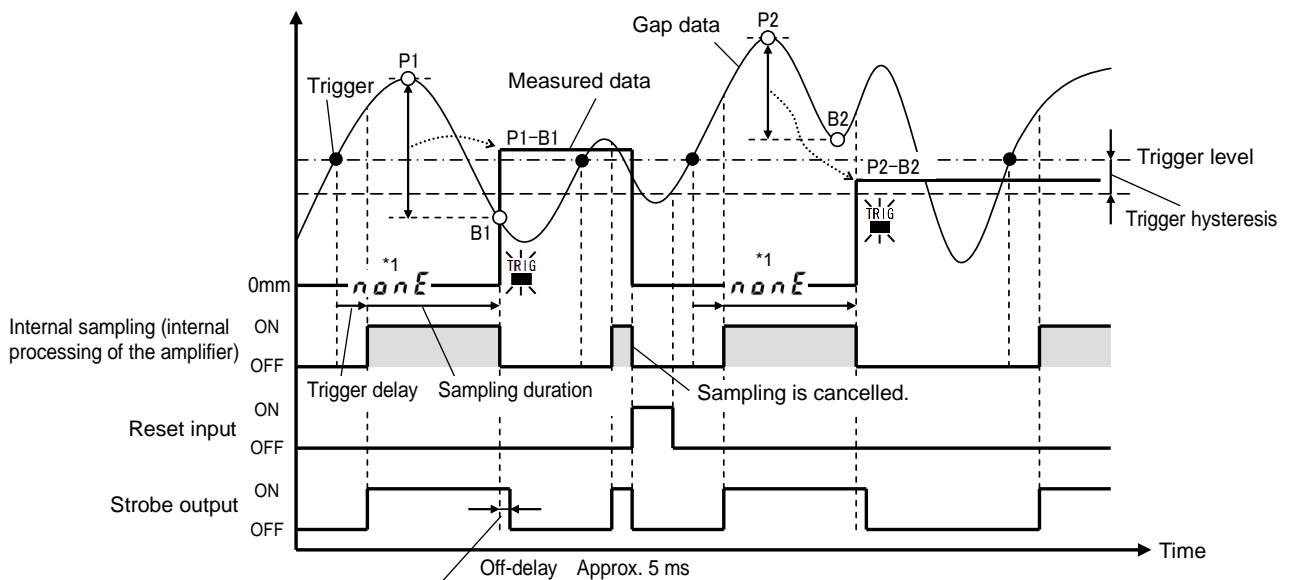 P2
Gap data
P1
Trigger
Measured data
B2
P1-B1
Trigger level
P2-B2
B1
TRIG
TRIG
Trigger hysteresis
*1
*1
0mm
nonE
nonE
Internal sampling (internal
processing of the amplifier)
ON
OFF
Trigger delay
Sampling duration
Sampling is cancelled.
Reset input
ON
OFF
Strobe output
ON
OFF
Time
Off-delay Approx. 5 ms